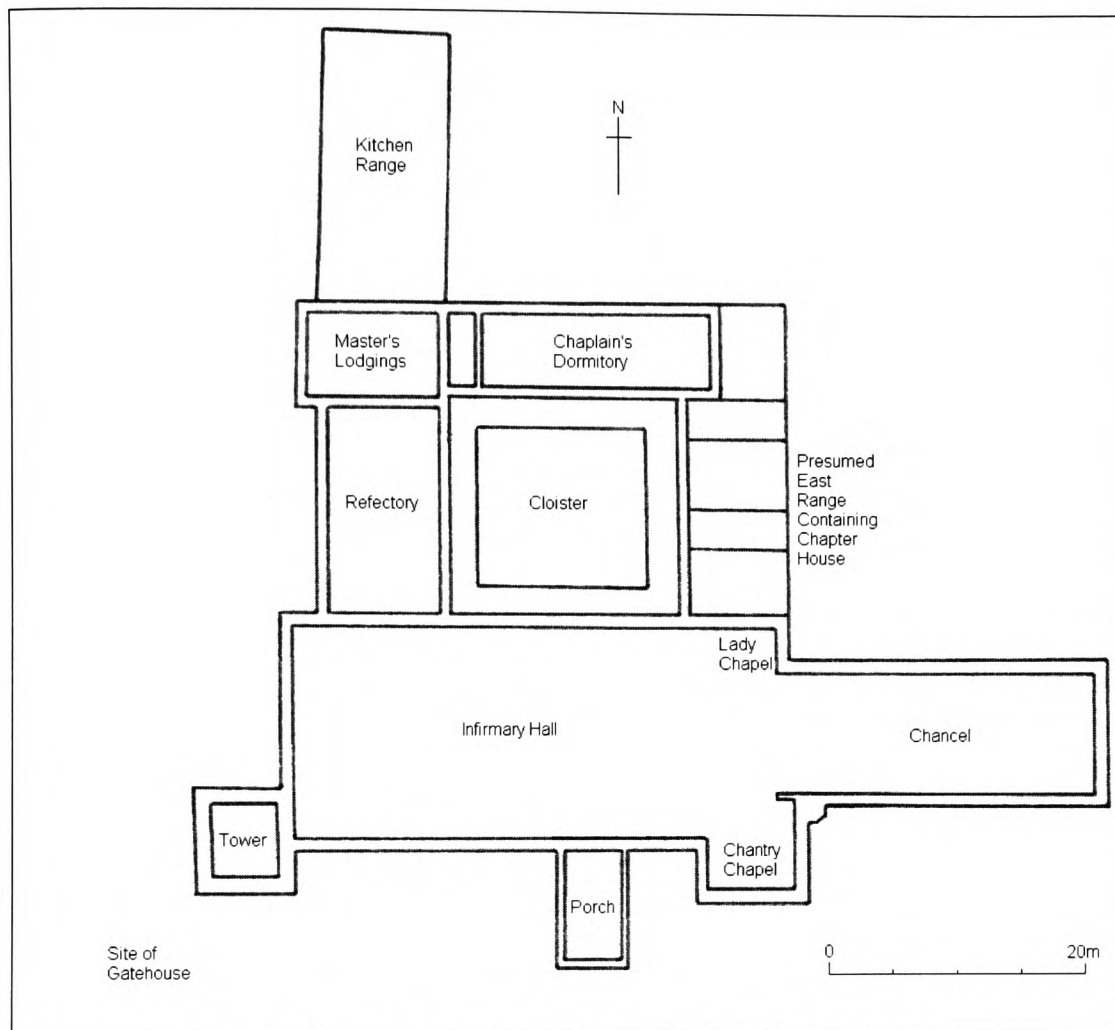 N
Kitchen
Range
Master's
Lodgings
Chaplain's
Dormitory
Refectory
Cloister
Presumed
East
Range
Containing
Chapter
House
Lady
Chapel
Infirmary Hall
Chancel
Tower
Chantry
Chapel
Porch
Site of
Gatehouse
0 20m